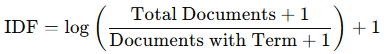 IDF = log ( Total Documents + 1 / Documents with Term + 1 ) + 1